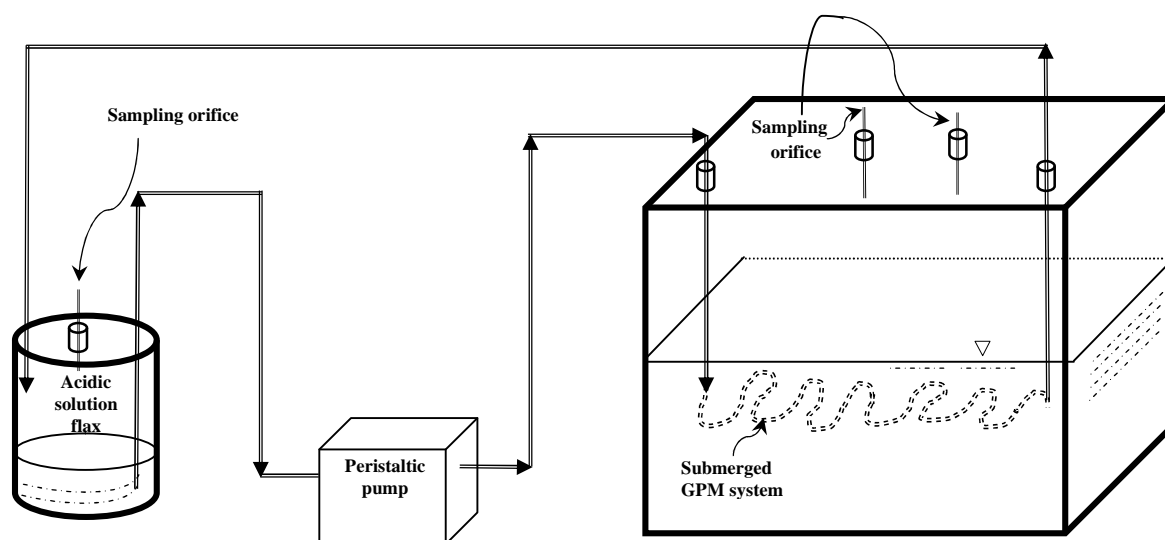 Sampling orifice
Sampling
orifice
Acidic
solution
flax
Peristaltic
pump
Submerged
GPM system